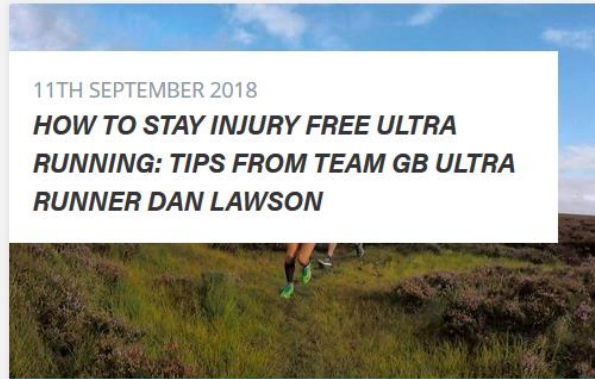 11TH SEPTEMBER 2018
HOW TO STAY INJURY FREE ULTRA
RUNNING: TIPS FROM TEAM GB ULTRA
RUNNER DAN LAWSON